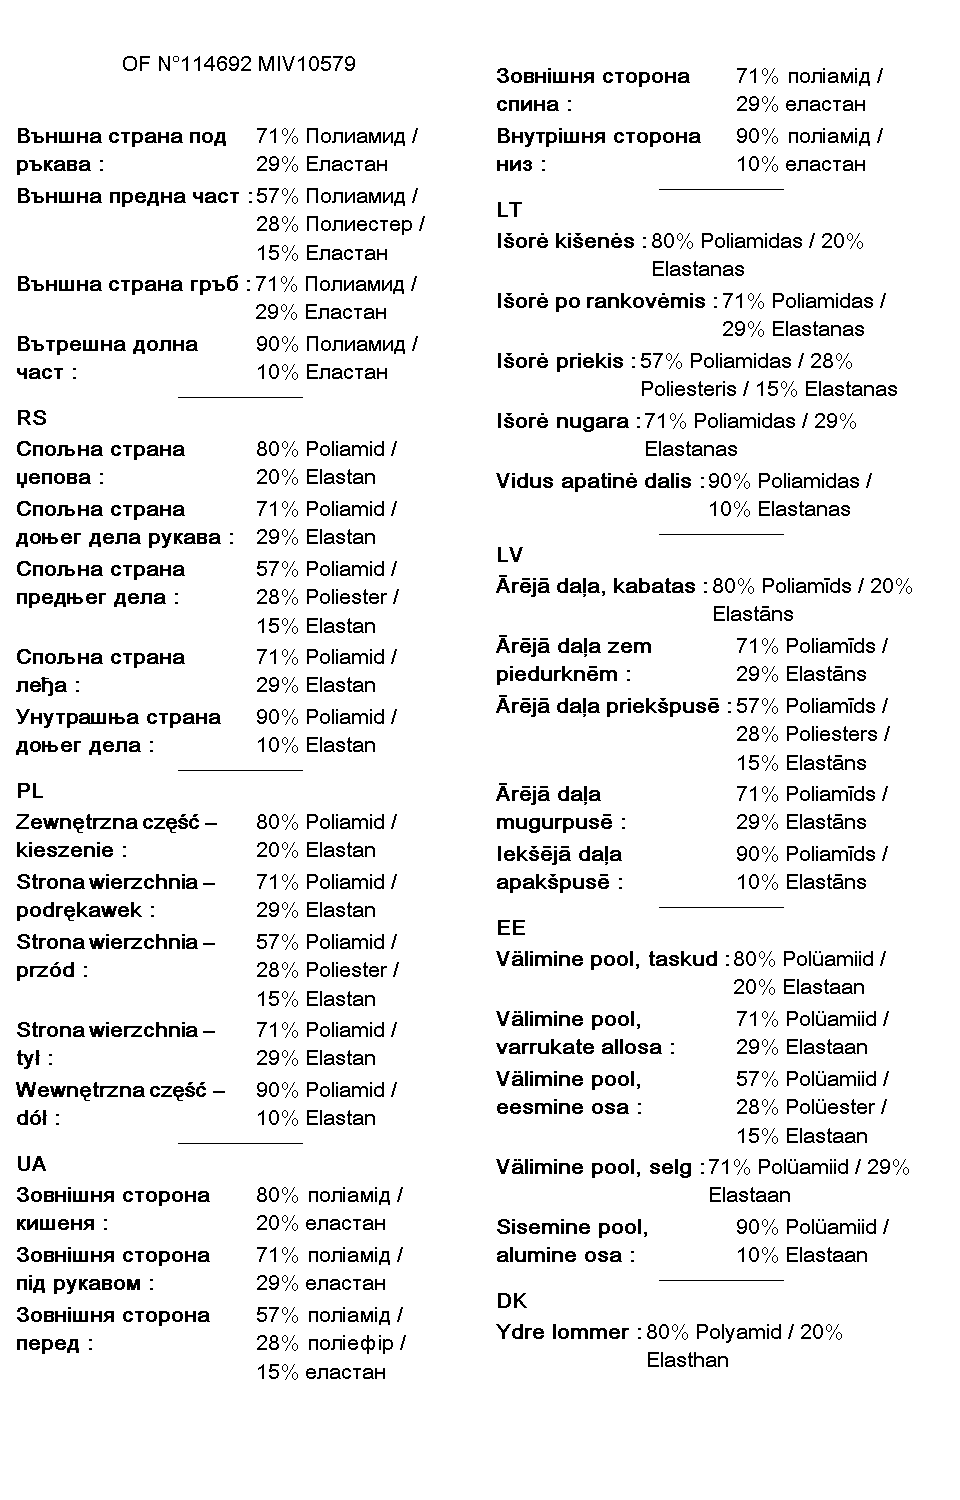 OF N°114692 MIV10579
Външна страна под 71% Полиамид /
ръкава : 29% Еластан
Външна предна част : 57% Полиамид /
28% Полиестер /
15% Еластан
Външна страна гръб : 71% Полиамид /
29% Еластан
Вътрешна долна 90% Полиамид /
част : 10% Еластан
RS
Спољна страна 80% Poliamid /
џепова : 20% Elastan
Спољна страна 71% Poliamid /
доњег дела рукава : 29% Elastan
Спољна страна 57% Poliamid /
предњег дела : 28% Poliester /
15% Elastan
Спољна страна 71% Poliamid /
леђа : 29% Elastan
Унутрашња страна 90% Poliamid /
доњег дела : 10% Elastan
PL
Zewnętrzna część – 80% Poliamid /
kieszenie : 20% Elastan
Strona wierzchnia – 71% Poliamid /
podrękawek : 29% Elastan
Strona wierzchnia – 57% Poliamid /
przód : 28% Poliester /
15% Elastan
Strona wierzchnia – 71% Poliamid /
tył : 29% Elastan
Wewnętrzna część – 90% Poliamid /
dół : 10% Elastan
UA
Зовнішня сторона 80% поліамід /
кишеня : 20% еластан
Зовнішня сторона 71% поліамід /
під рукавом : 29% еластан
Зовнішня сторона 57% поліамід /
перед : 28% поліефір /
15% еластан
Зовнішня сторона 71% поліамід /
спина : 29% еластан
Внутрішня сторона 90% поліамід /
низ : 10% еластан
LT
Išorė kišenės : 80% Poliamidas / 20%
Elastanas
Išorė po rankovėmis : 71% Poliamidas /
29% Elastanas
Išorė priekis : 57% Poliamidas / 28%
Poliesteris / 15% Elastanas
Išorė nugara : 71% Poliamidas / 29%
Elastanas
Vidus apatinė dalis : 90% Poliamidas /
10% Elastanas
LV
Ārējā daļa, kabatas : 80% Poliamīds / 20%
Elastāns
Ārējā daļa zem 71% Poliamīds /
piedurknēm : 29% Elastāns
Ārējā daļa priekšpusē : 57% Poliamīds /
28% Poliesters /
15% Elastāns
Ārējā daļa 71% Poliamīds /
mugurpusē : 29% Elastāns
Iekšējā daļa 90% Poliamīds /
apakšpusē : 10% Elastāns
EE
Välimine pool, taskud : 80% Polüamiid /
20% Elastaan
Välimine pool, 71% Polüamiid /
varrukate allosa : 29% Elastaan
Välimine pool, 57% Polüamiid /
eesmine osa : 28% Polüester /
15% Elastaan
Välimine pool, selg : 71% Polüamiid / 29%
Elastaan
Sisemine pool, 90% Polüamiid /
alumine osa : 10% Elastaan
DK
Ydre lommer : 80% Polyamid / 20%
Elasthan